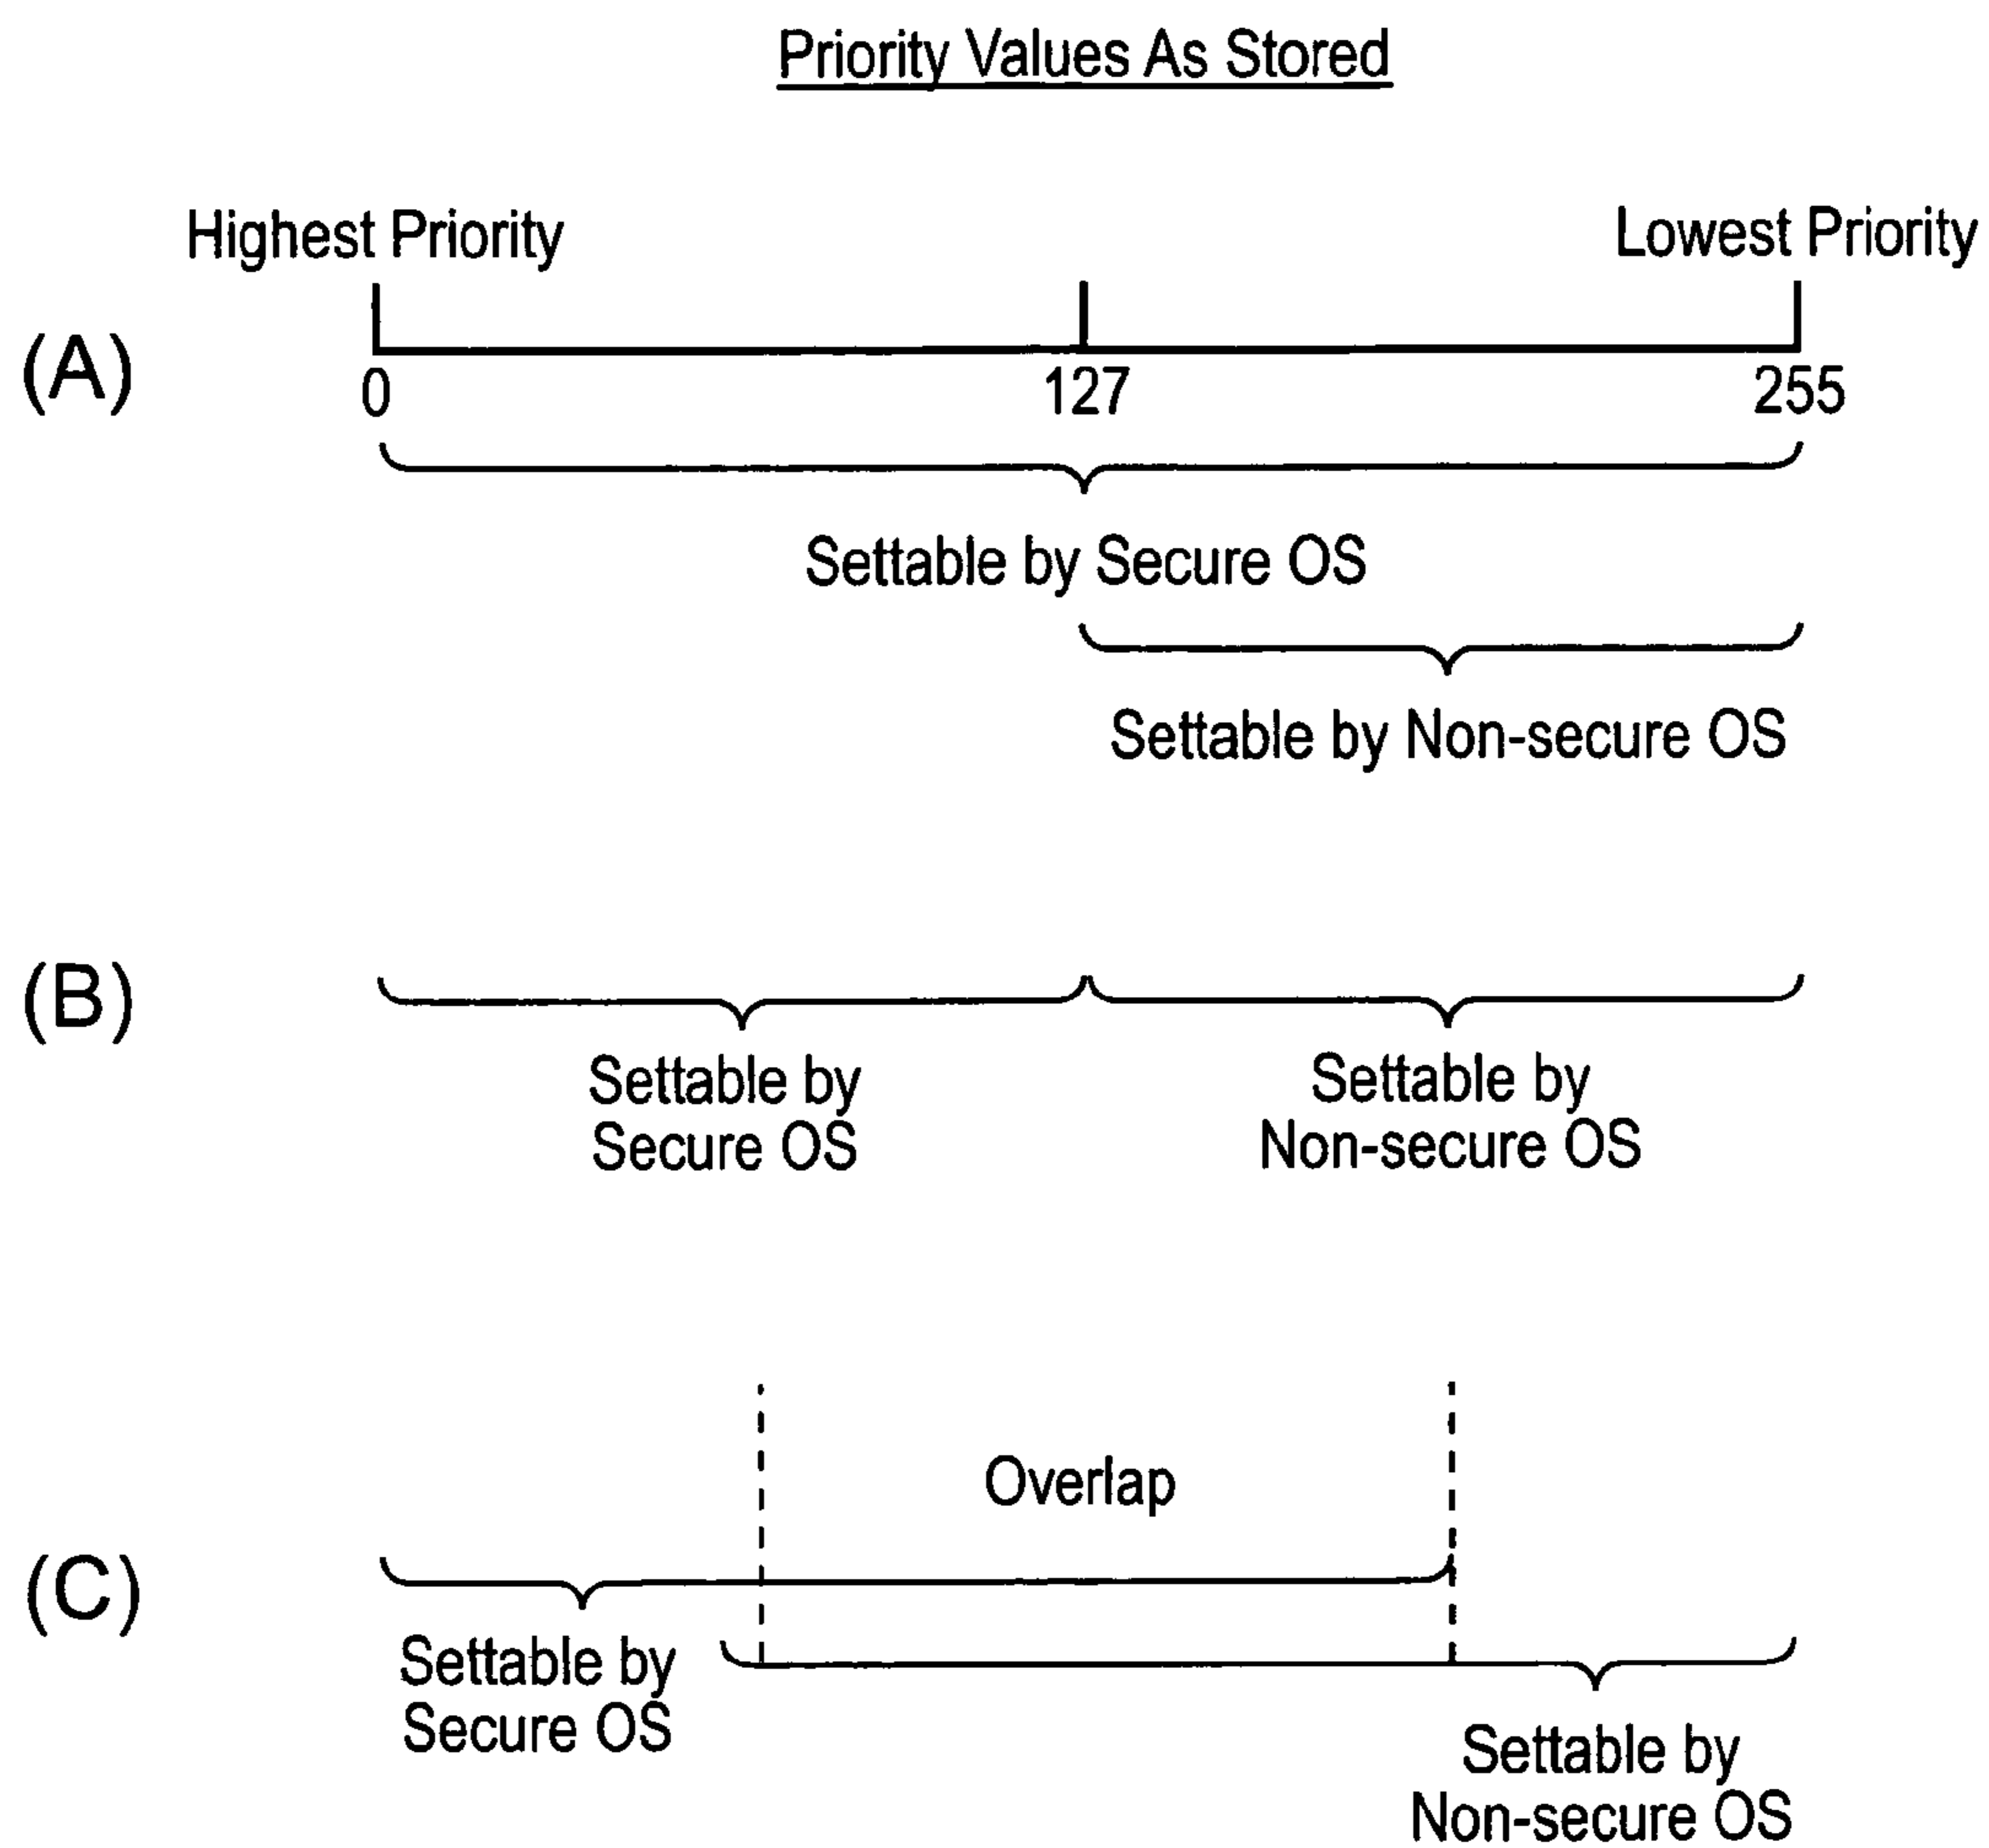 Priority Values As Stored
Highest Priority
Lowest Priority
(A)
0
127
255
Settable by Secure OS
Settable by Non-secure OS
(B)
Settable by
Secure OS
Settable by
Non-secure OS
Overlap
(C)
Settable by
Secure OS
Settable by
Non-secure OS